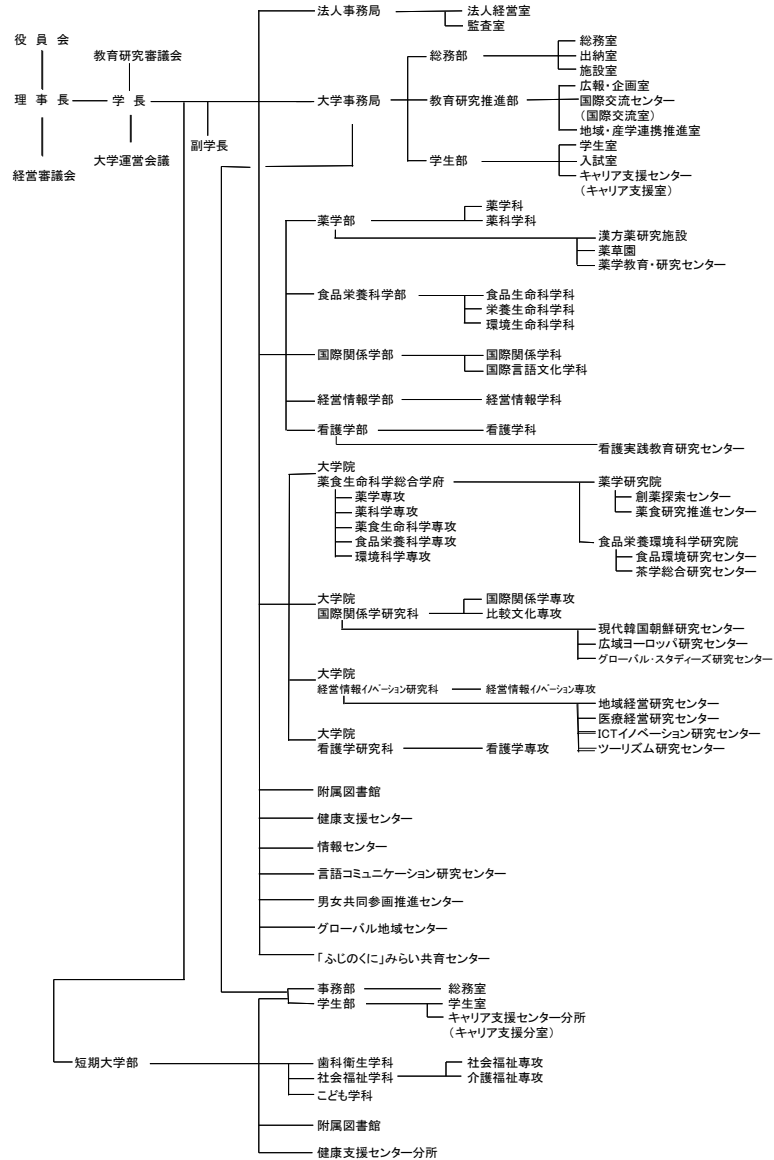 役 員 会
理 事 長
経営審議会
教育研究審議会
学 長
大学運営会議
副学長
法人事務局
法人経営室
監査室
大学事務局
総務部
総務室
出納室
施設室
教育研究推進部
広報・企画室
国際交流センター
(国際交流室)
地域・産学連携推進室
学生部
学生室
入試室
キャリア支援センター
(キャリア支援室)
薬学部
薬学科
薬科学科
漢方薬研究施設
薬草園
薬学教育・研究センター
食品栄養科学部
食品生命科学科
栄養生命科学科
環境生命科学科
国際関係学部
国際関係学科
国際言語文化学科
経営情報学部
経営情報学科
看護学部
看護学科
看護実践教育研究センター
大学院
薬食生命科学総合学府
薬学専攻
薬科学専攻
薬食生命科学専攻
食品栄養科学専攻
環境科学専攻
薬学研究院
創薬探索センター
薬食研究推進センター
食品栄養環境科学研究院
食品環境研究センター
茶学総合研究センター
大学院
国際関係学研究科
国際関係学専攻
比較文化専攻
現代韓国朝鮮研究センター
広域ヨーロッパ研究センター
グローバル・スタディーズ研究センター
大学院
経営情報イノベーション研究科
経営情報イノベーション専攻
地域経営研究センター
医療経営研究センター
ICTイノベーション研究センター
ツーリズム研究センター
大学院
看護学研究科
看護学専攻
附属図書館
健康支援センター
情報センター
言語コミュニケーション研究センター
男女共同参画推進センター
グローバル地域センター
「ふじのくに」みらい共育センター
事務部
総務室
学生部
学生室
キャリア支援センター分所
(キャリア支援分室)
短期大学部
歯科衛生学科
社会福祉学科
社会福祉専攻
介護福祉専攻
こども学科
附属図書館
健康支援センター分所